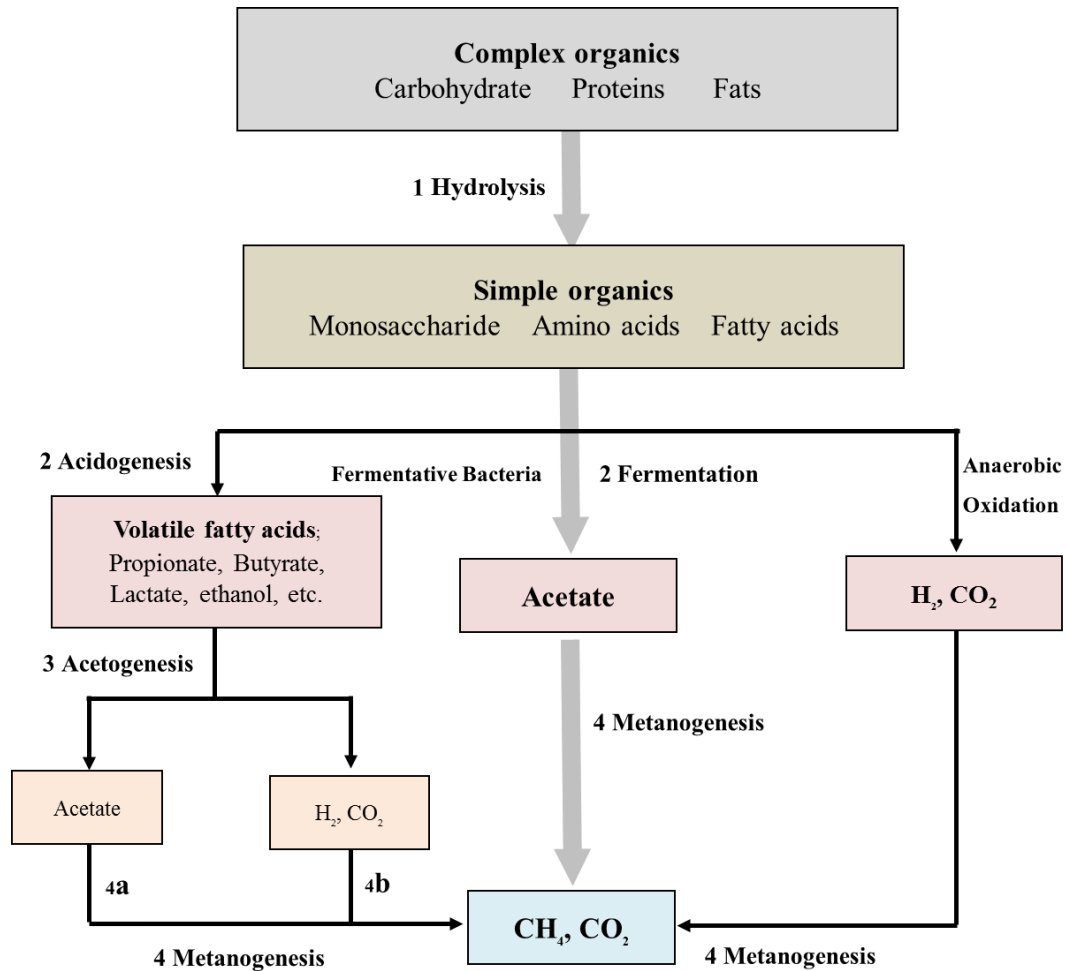 Complex organics
Carbohydrate Proteins Fats
1 Hydrolysis
Simple organics
Monosaccharide Amino acids Fatty acids
2 Acidogenesis
Fermentative Bacteria
2 Fermentation
Anaerobic
Oxidation
Volatile fatty acids;
Propionate, Butyrate,
Lactate, ethanol, etc.
Acetate
H₂, CO₂
3 Acetogenesis
4 Metanogenesis
Acetate
H₂, CO₂
4a
4b
CH₄, CO₂
4 Metanogenesis
4 Metanogenesis